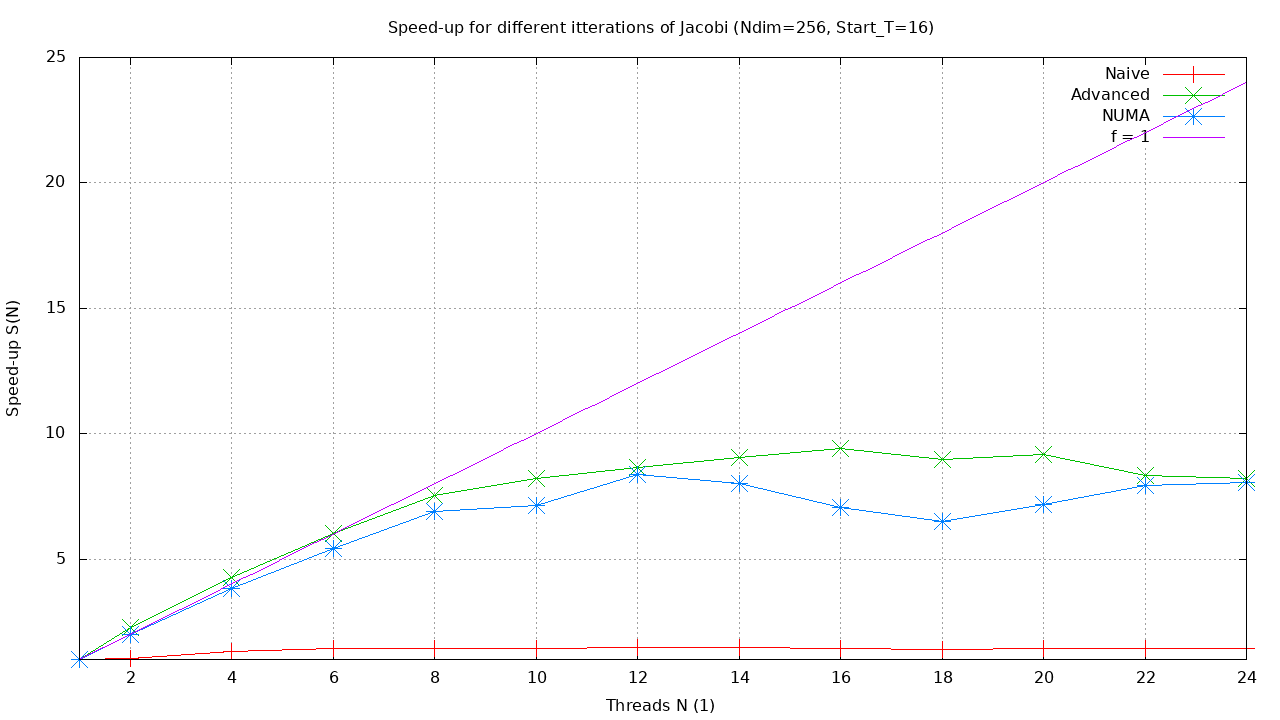 Speed-up for different itterations of Jacobi (Ndim=256, Start_T=16)
25
20
15
10
5
Speed-up S(N)
Naive
Advanced
NUMA
f = 1
2 4 6 8 10 12 14 16 18 20 22 24
Threads N (1)